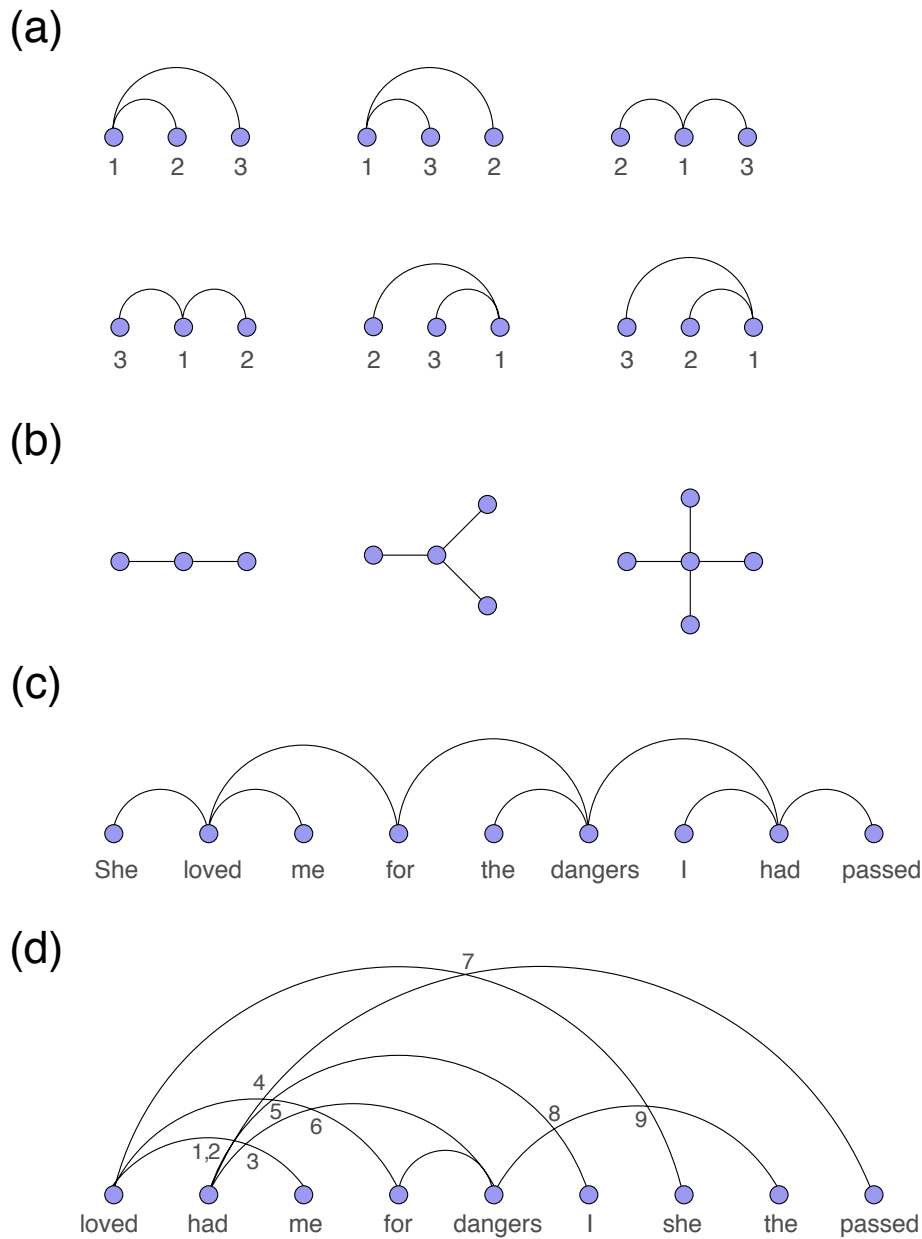 (a)
1 2 3 1 3 2 2 1 3
3 1 2 2 3 1 3 2 1
(b)
(c)
She loved me for the dangers I had passed
(d)
7
4
5
6
8
9
1,2
3
loved had me for dangers I she the passed